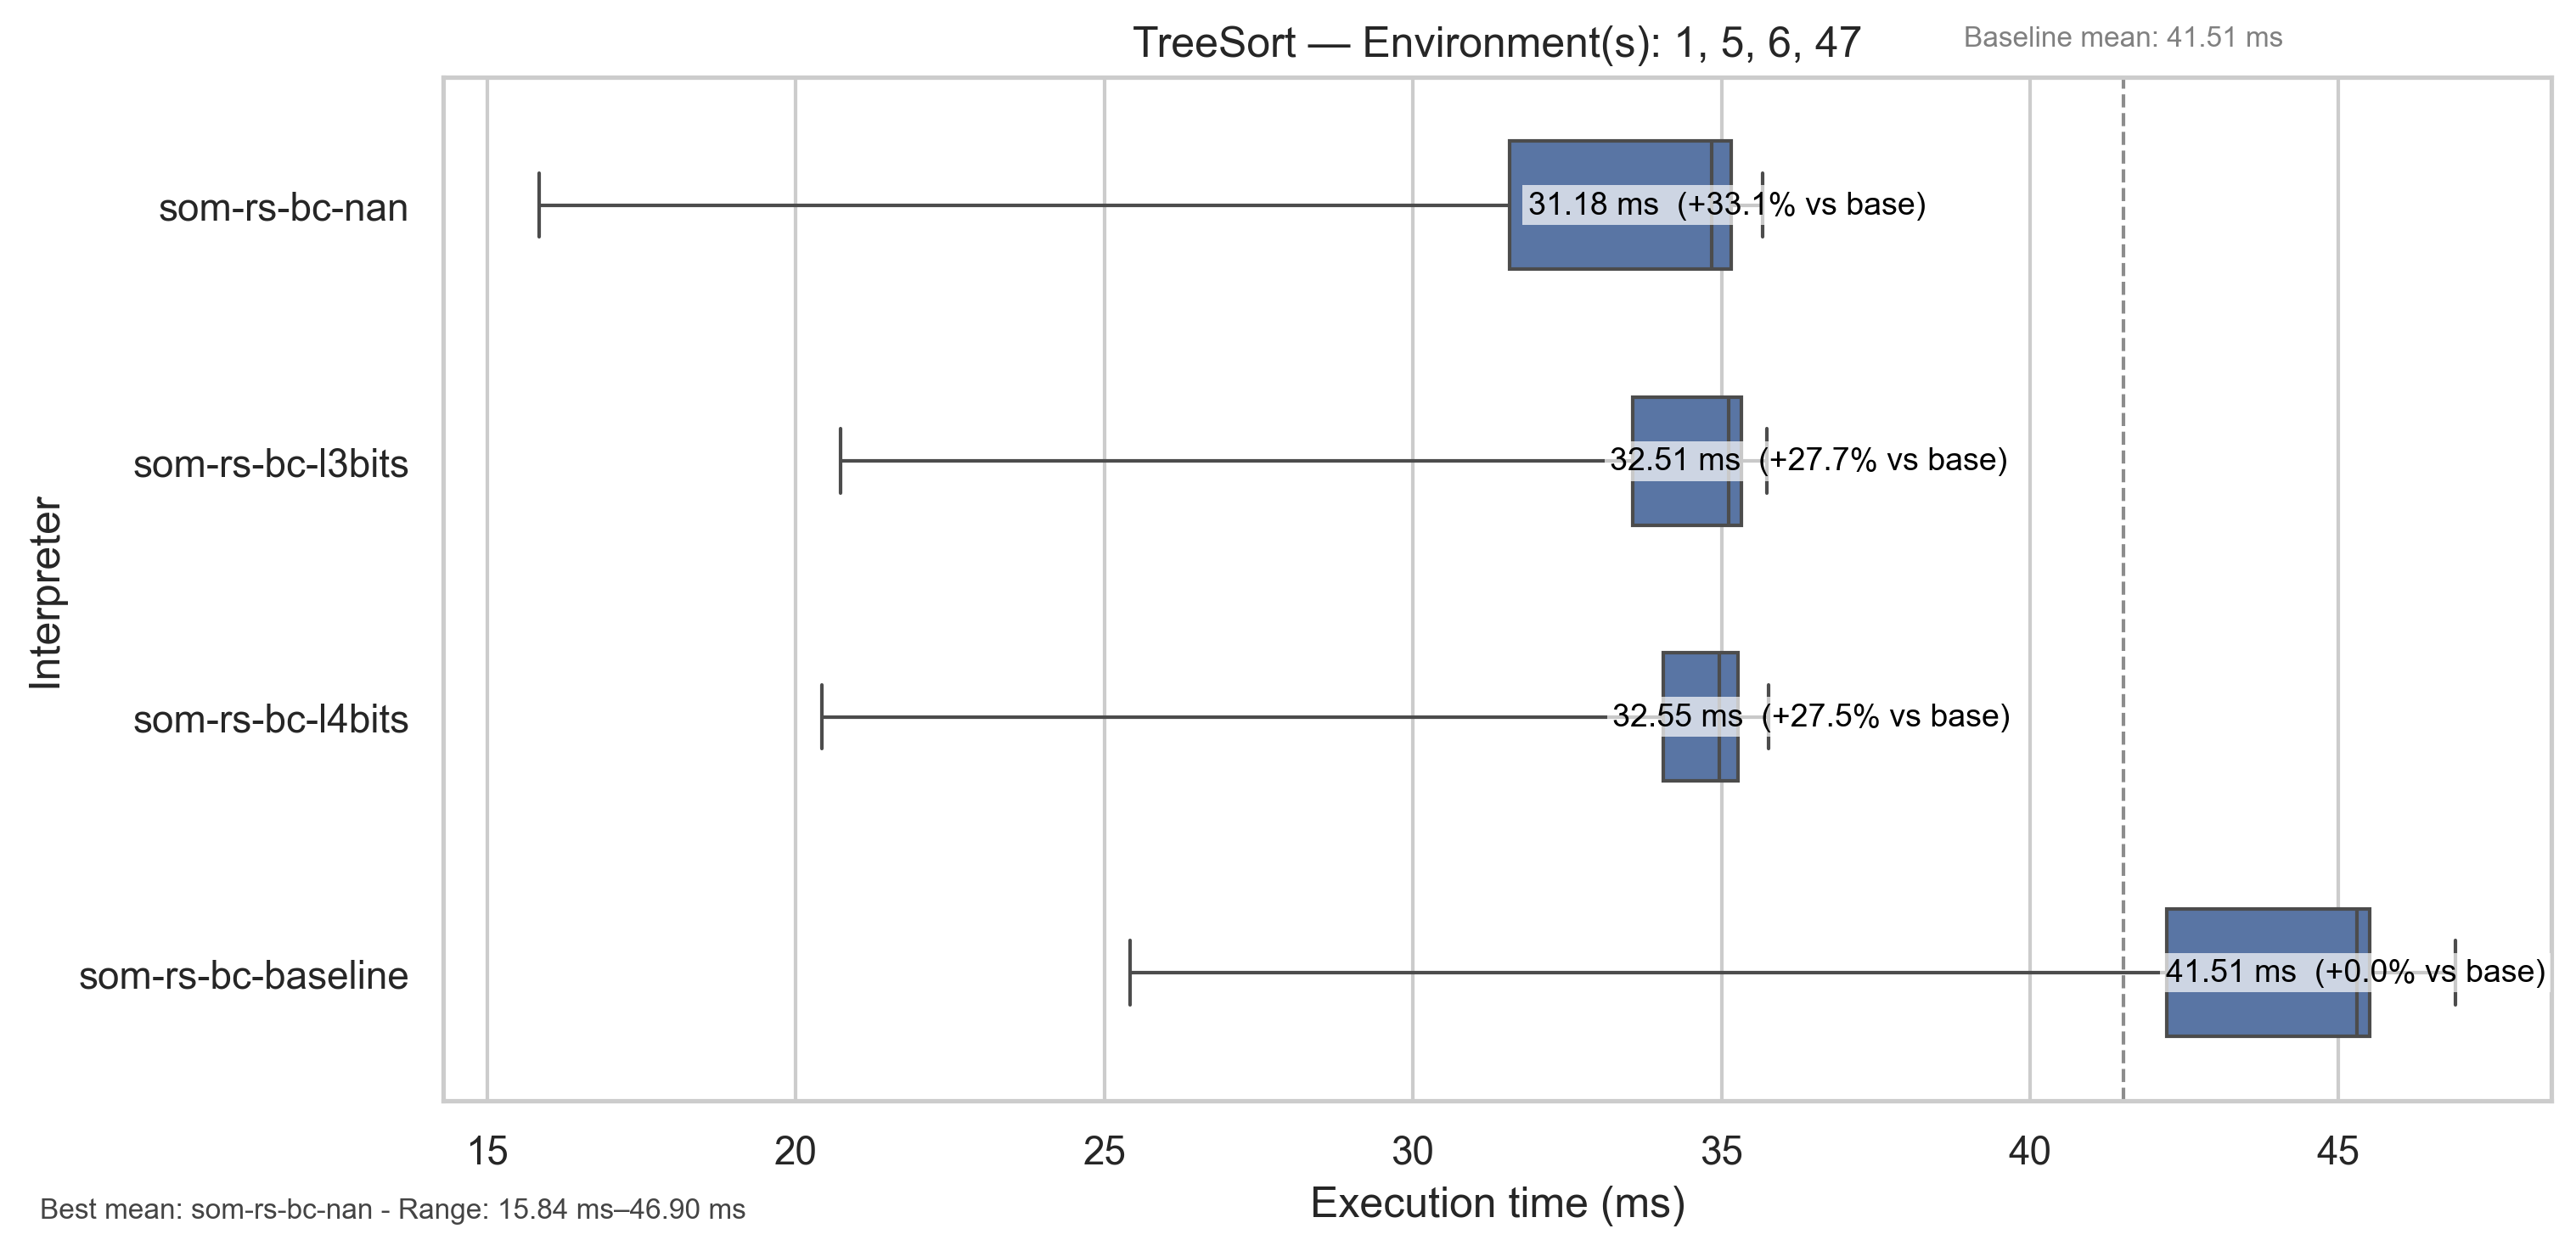 TreeSort — Environment(s): 1, 5, 6, 47
Baseline mean: 41.51 ms
Interpreter
som-rs-bc-nan
31.18 ms (+33.1% vs base)
som-rs-bc-l3bits
32.51 ms (+27.7% vs base)
som-rs-bc-l4bits
32.55 ms (+27.5% vs base)
som-rs-bc-baseline
41.51 ms (+0.0% vs base)
15 20 25 30 35 40 45
Execution time (ms)
Best mean: som-rs-bc-nan - Range: 15.84 ms–46.90 ms